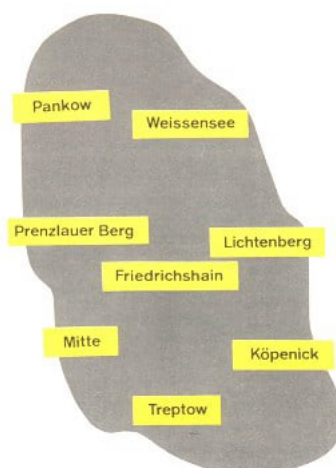 Pankow
Weissensee
Prenzlauer Berg
Lichtenberg
Friedrichshain
Mitte
Köpenick
Treptow